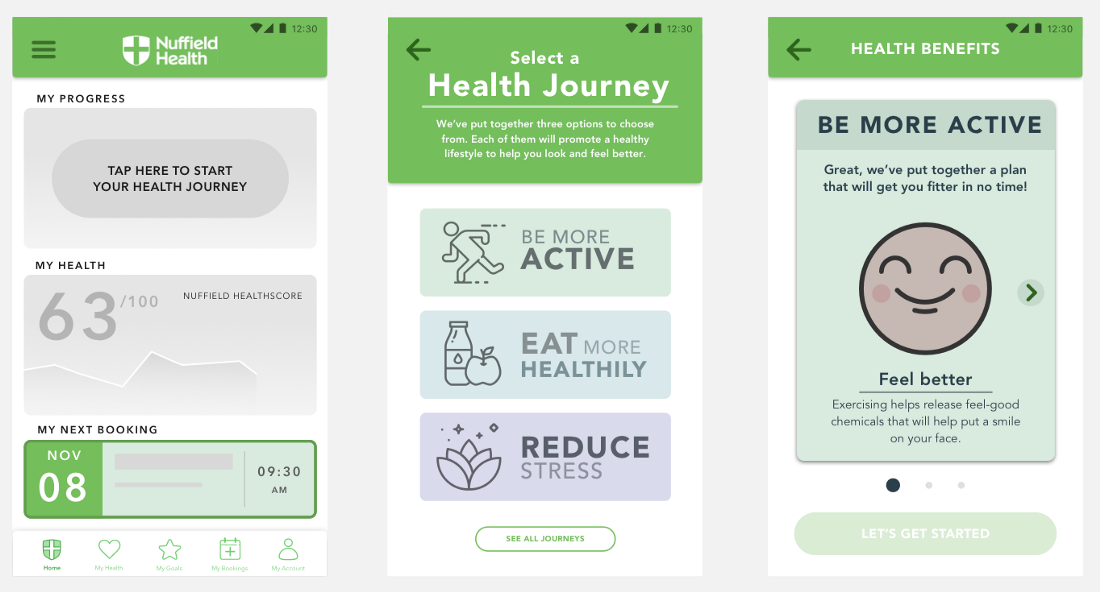 12:30
Nuffield
Health
MY PROGRESS
TAP HERE TO START
YOUR HEALTH JOURNEY
MY HEALTH
63/100
NUFFIELD HEALTHSCORE
MY NEXT BOOKING
NOV
08
09:30
AM
Home
My Health
My Goals
My Bookings
My Account
12:30
Select a
Health Journey
We've put together three options to choose
from. Each of them will promote a healthy
lifestyle to help you look and feel better.
BE MORE
ACTIVE
EAT MORE
HEALTHILY
REDUCE
STRESS
SEE ALL JOURNEYS
12:30
HEALTH BENEFITS
BE MORE ACTIVE
Great, we've put together a plan
that will get you fitter in no time!
Feel better
Exercising helps release feel-good
chemicals that will help put a smile
on your face.
LET'S GET STARTED